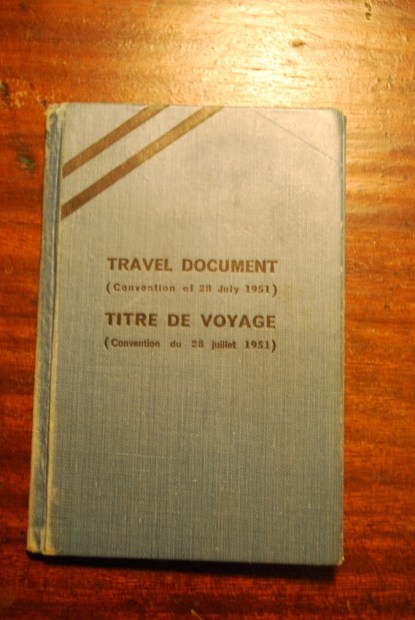 TRAVEL DOCUMENT
(Convention of 28 July 1951)
TITRE DE VOYAGE
(Convention du 28 juillet 1951)